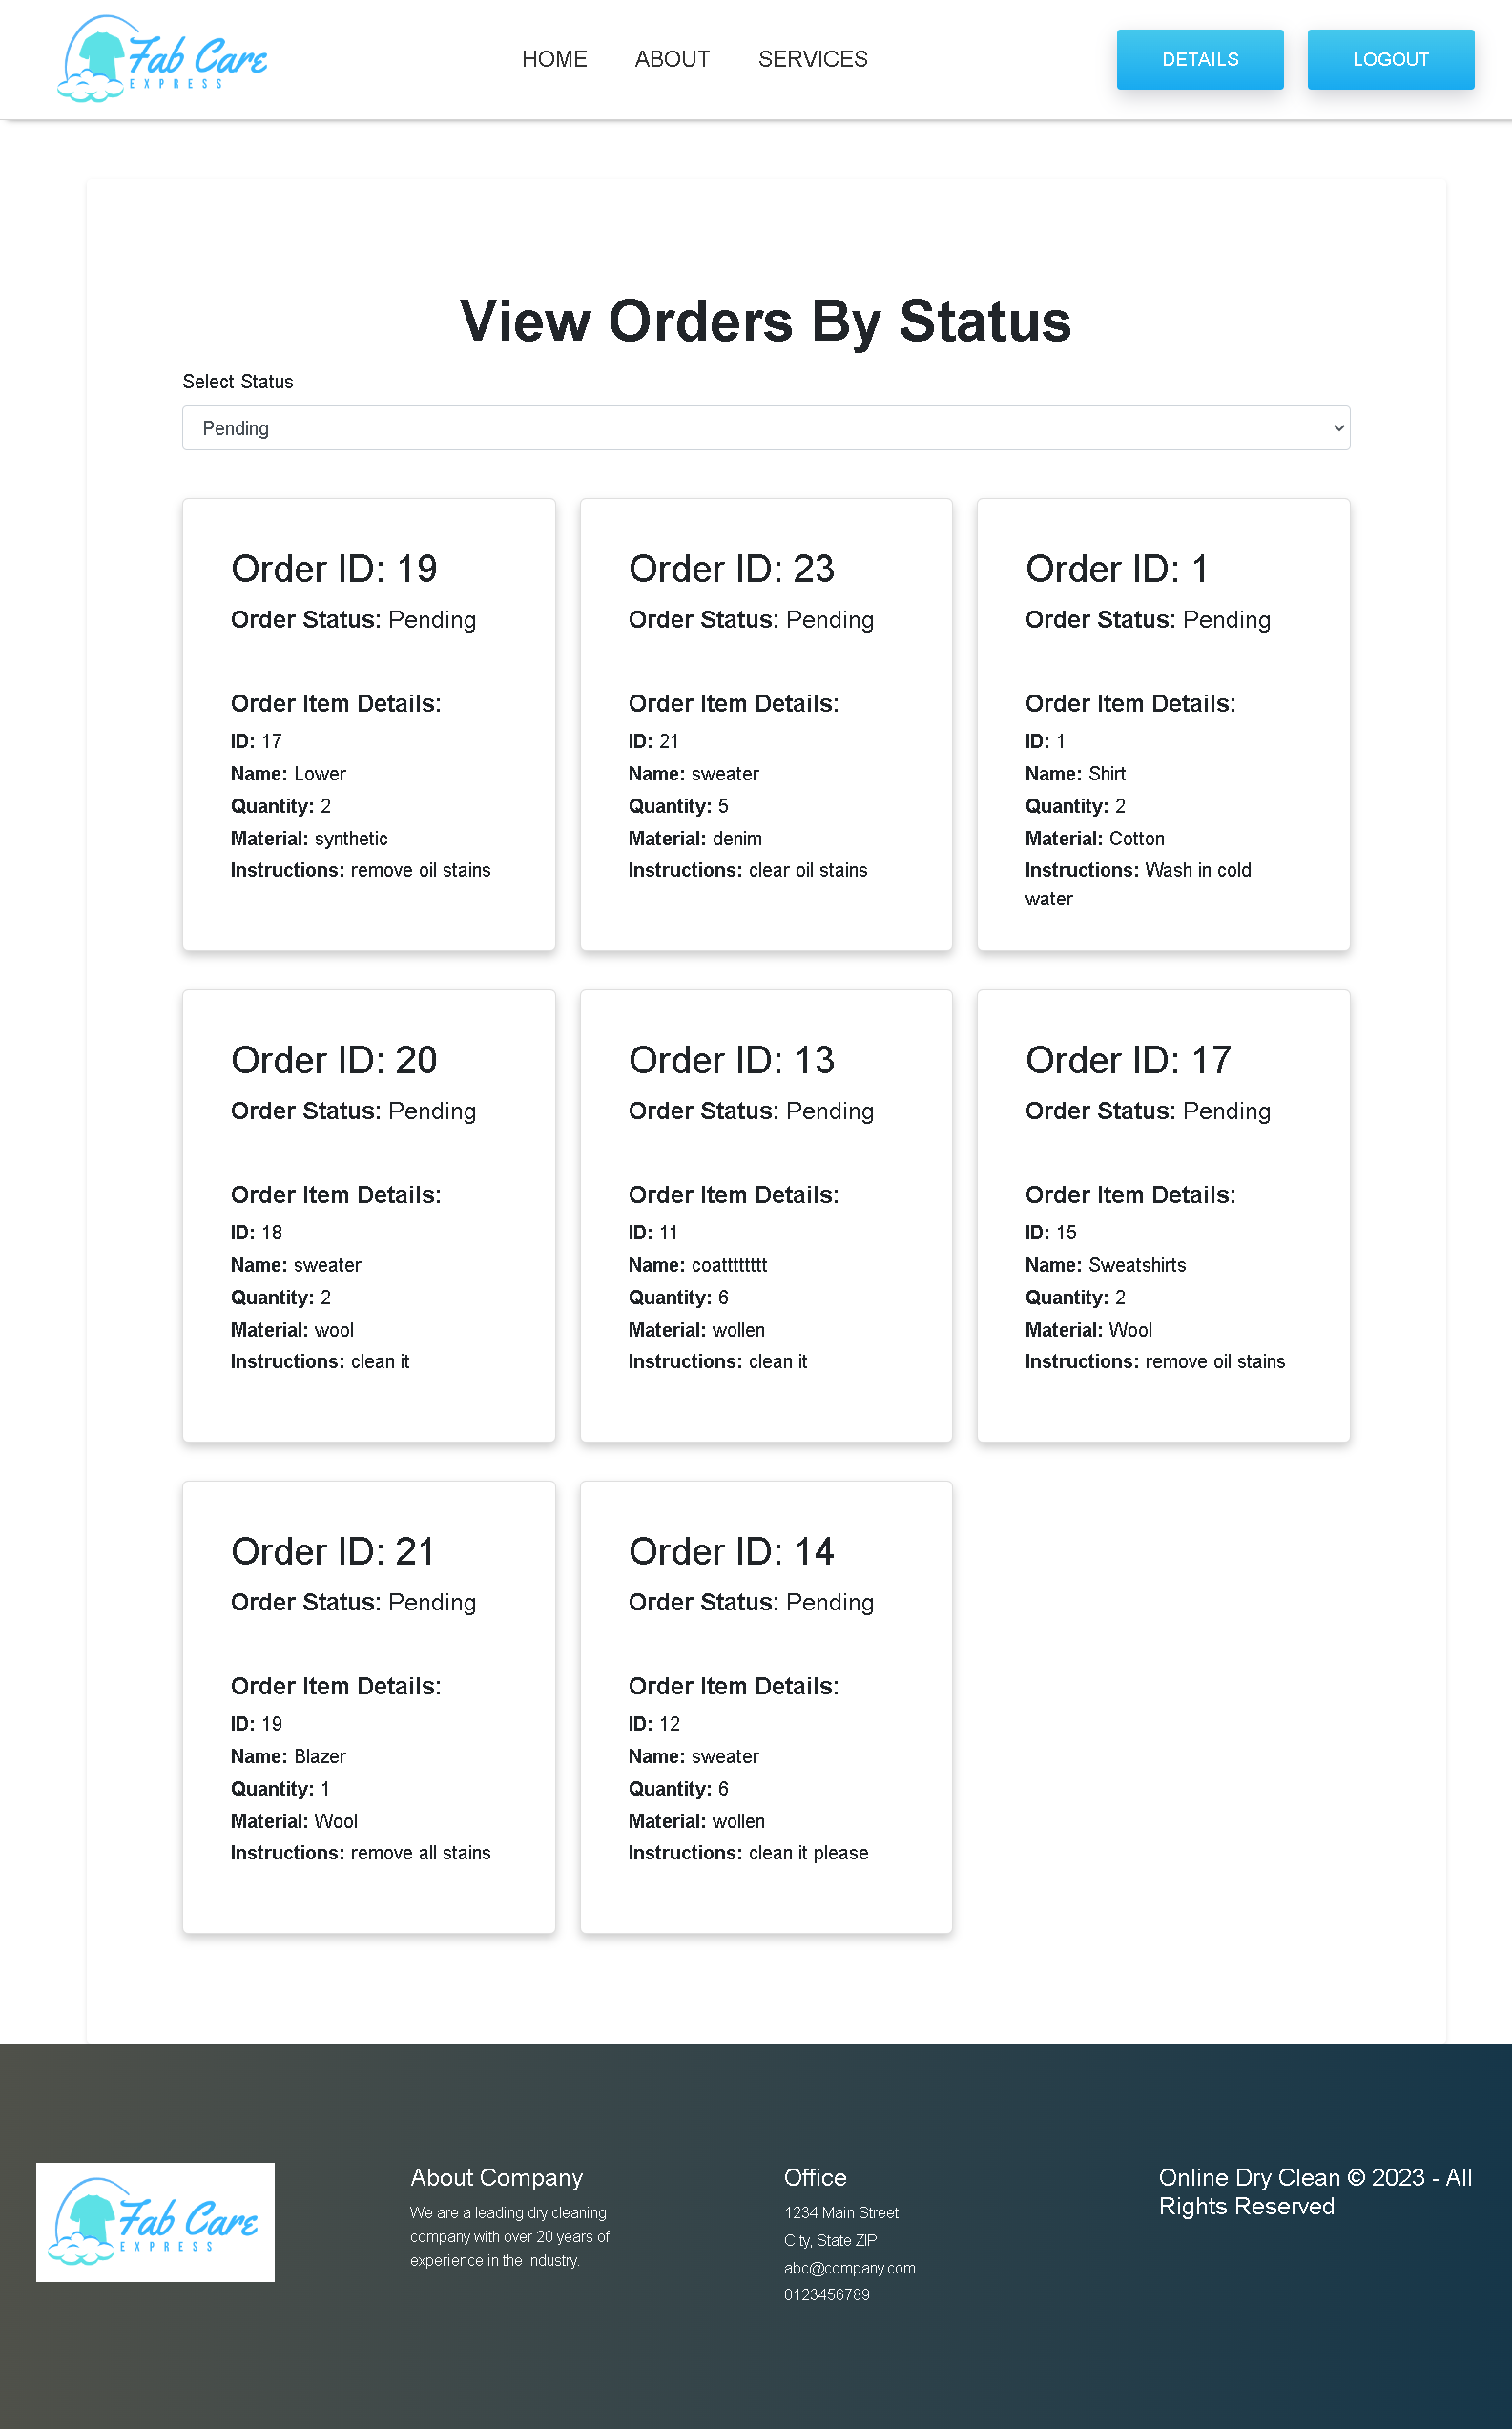 Fab Care
EXPRESS
HOME
ABOUT
SERVICES
DETAILS
LOGOUT
View Orders By Status
Select Status
Pending
Order ID: 19
Order Status: Pending
Order Item Details:
ID: 17
Name: Lower
Quantity: 2
Material: synthetic
Instructions: remove oil stains
Order ID: 23
Order Status: Pending
Order Item Details:
ID: 21
Name: sweater
Quantity: 5
Material: denim
Instructions: clear oil stains
Order ID: 1
Order Status: Pending
Order Item Details:
ID: 1
Name: Shirt
Quantity: 2
Material: Cotton
Instructions: Wash in cold
water
Order ID: 20
Order Status: Pending
Order Item Details:
ID: 18
Name: sweater
Quantity: 2
Material: wool
Instructions: clean it
Order ID: 13
Order Status: Pending
Order Item Details:
ID: 11
Name: coatttttttt
Quantity: 6
Material: wollen
Instructions: clean it
Order ID: 17
Order Status: Pending
Order Item Details:
ID: 15
Name: Sweatshirts
Quantity: 2
Material: Wool
Instructions: remove oil stains
Order ID: 21
Order Status: Pending
Order Item Details:
ID: 19
Name: Blazer
Quantity: 1
Material: Wool
Instructions: remove all stains
Order ID: 14
Order Status: Pending
Order Item Details:
ID: 12
Name: sweater
Quantity: 6
Material: wollen
Instructions: clean it please
Fab Care
EXPRESS
About Company
We are a leading dry cleaning
company with over 20 years of
experience in the industry.
Office
1234 Main Street
City, State ZIP
abc@company.com
0123456789
Online Dry Clean © 2023 - All
Rights Reserved